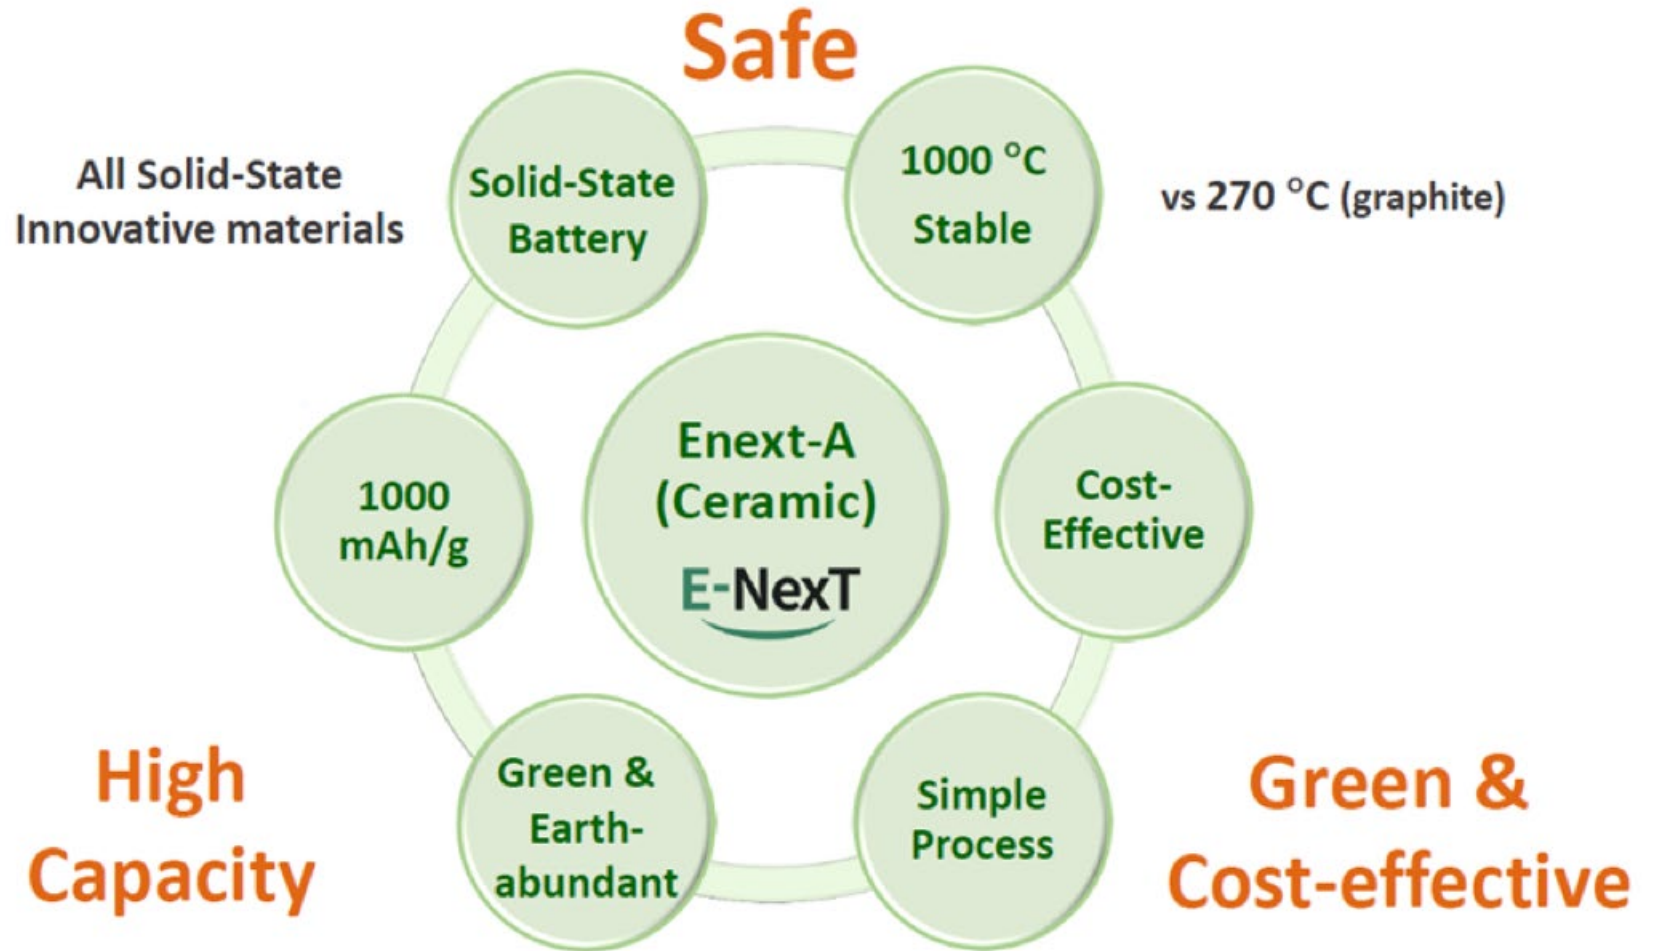 Safe
All Solid-State
Innovative materials
Solid-State
Battery
1000 °C
Stable
vs 270 °C (graphite)
1000
mAh/g
Enext-A
(Ceramic)
E-NexT
Cost-
Effective
High
Capacity
Green &
Earth-
abundant
Simple
Process
Green &
Cost-effective